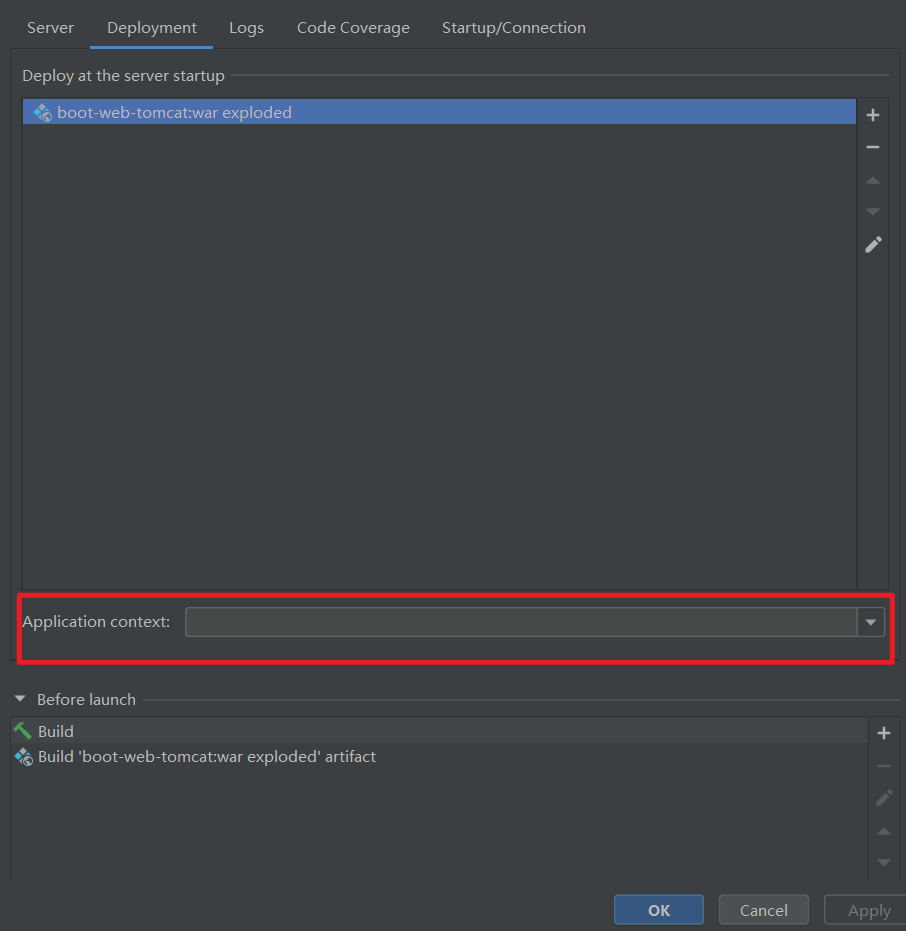 Server Deployment Logs Code Coverage Startup/Connection
Deploy at the server startup
boot-web-tomcat:war exploded
Application context:
Before launch
Build
Build 'boot-web-tomcat:war exploded' artifact
OK Cancel Apply